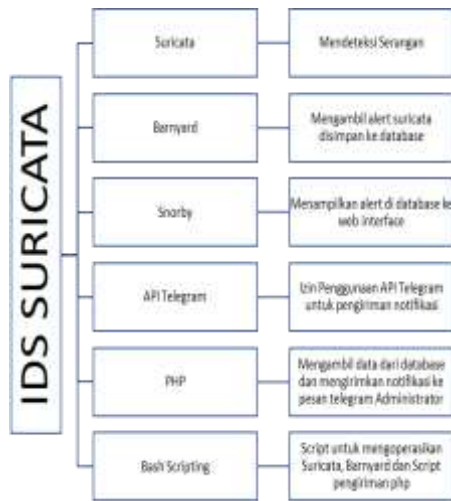 IDS SURICATA
Suricata
Mendeteksi Serangan
Barnyard
Mengambil alert suricata
disimpan ke database
Snorby
Menampilkan alert di database ke
web interface
API Telegram
Izin Penggunaan API Telegram
untuk pengiriman notifikasi
PHP
Mengambil data dari database
dan mengirimkan notifikasi ke
pesan telegram Administrator
Bash Scripting
Script untuk mengoperasikan
Suricata, Barnyard dan Script
pengiriman php